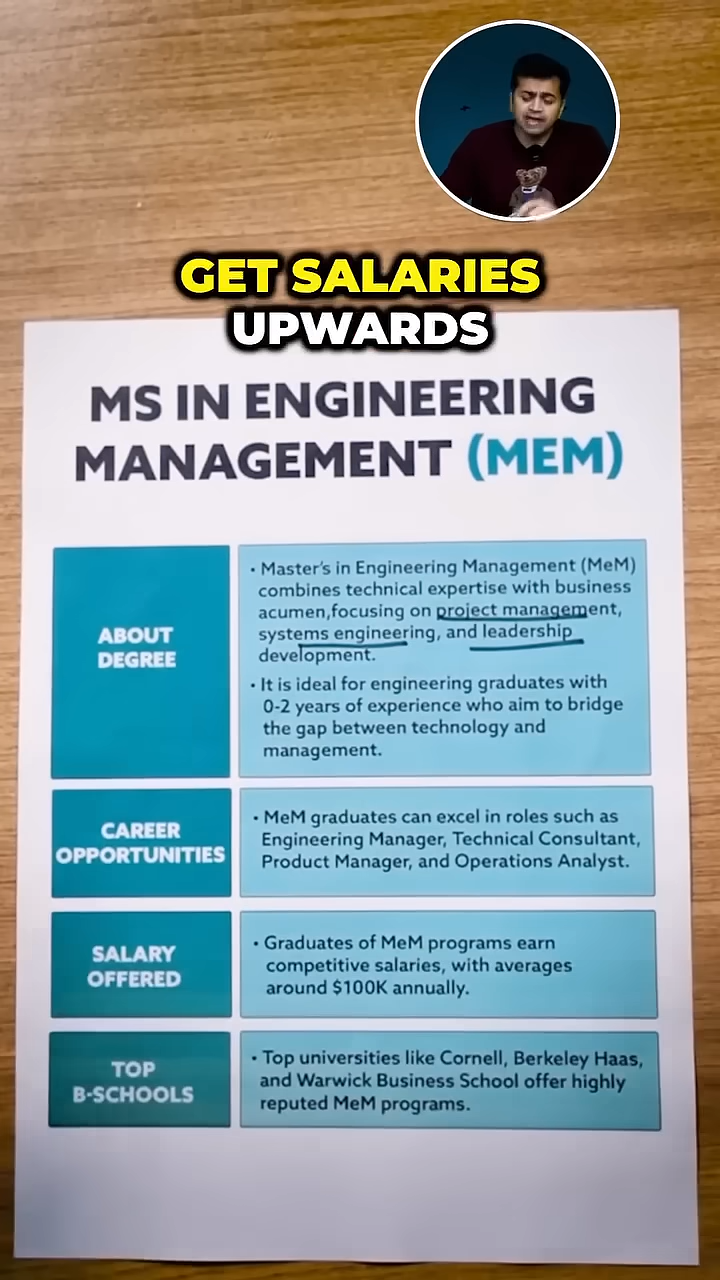 GET SALARIES
UPWARDS
MS IN ENGINEERING
MANAGEMENT (MEM)
ABOUT
DEGREE
• Master's in Engineering Management (MeM)
combines technical expertise with business
acumen,focusing on project management,
systems engineering, and leadership
development.
• It is ideal for engineering graduates with
0-2 years of experience who aim to bridge
the gap between technology and
management.
CAREER
OPPORTUNITIES
• MeM graduates can excel in roles such as
Engineering Manager, Technical Consultant,
Product Manager, and Operations Analyst.
SALARY
OFFERED
• Graduates of MeM programs earn
competitive salaries, with averages
around $100K annually.
TOP
B-SCHOOLS
• Top universities like Cornell, Berkeley Haas,
and Warwick Business School offer highly
reputed MeM programs.